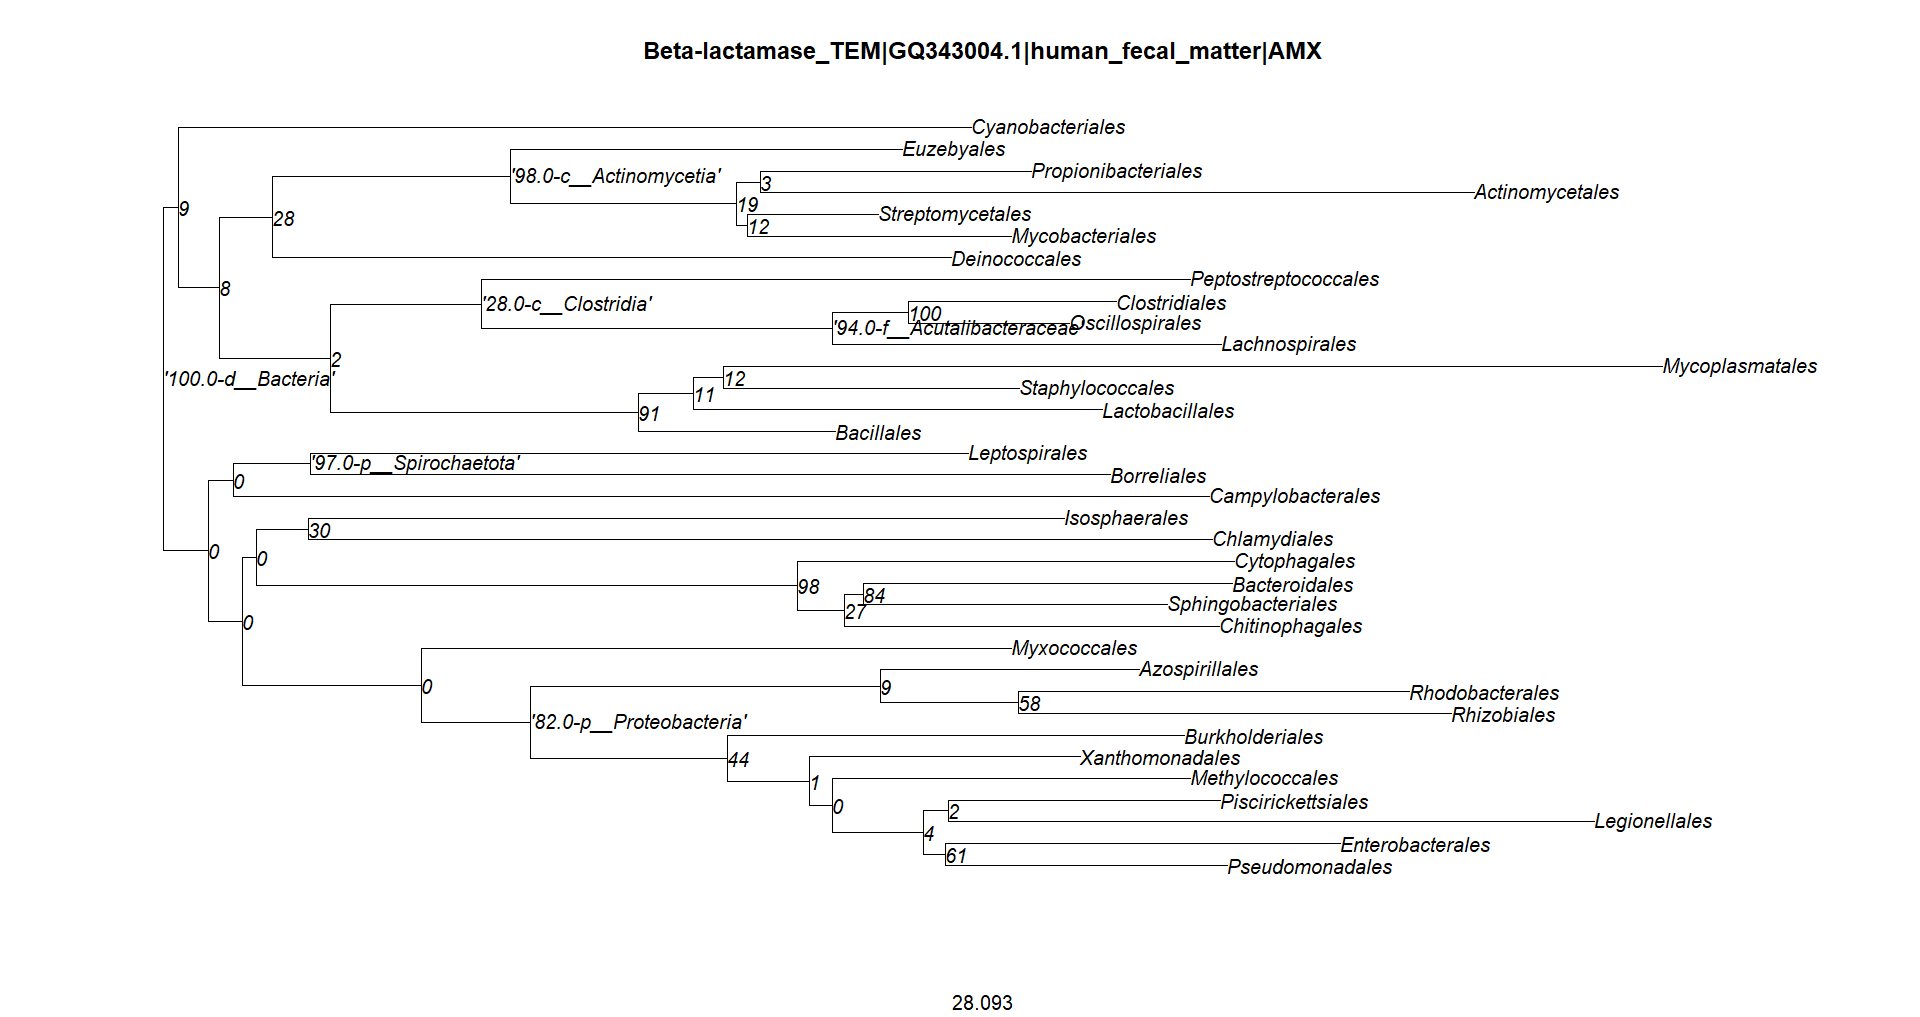 Beta-lactamase_TEM|GQ343004.1|human_fecal_matter|AMX
Cyanobacteriales
Euzebyales
Propionibacteriales
'98.0-c__Actinomycetia'
3
Actinomycetales
19
9
Streptomycetales
28
12
Mycobacteriales
Deinococcales
Peptostreptococcales
8
'28.0-c__Clostridia'
Clostridiales
100
Oscillospirales
'94.0-f__Acutalibacteraceae'
Lachnospirales
2
Mycoplasmatales
'100.0-d__Bacteria'
12
Staphylococcales
11
Lactobacillales
91
Bacillales
Leptospirales
'97.0-p__Spirochaetota'
Borreliales
0
Campylobacterales
Isosphaerales
30
Chlamydiales
0
0
Cytophagales
98
Bacteroidales
84
Sphingobacteriales
27
0
Chitinophagales
Myxococcales
Azospirillales
0
9
Rhodobacterales
58
Rhizobiales
'82.0-p__Proteobacteria'
Burkholderiales
44
Xanthomonadales
Methylococcales
1
Piscirickettsiales
0
2
Legionellales
4
Enterobacterales
61
Pseudomonadales
28.093